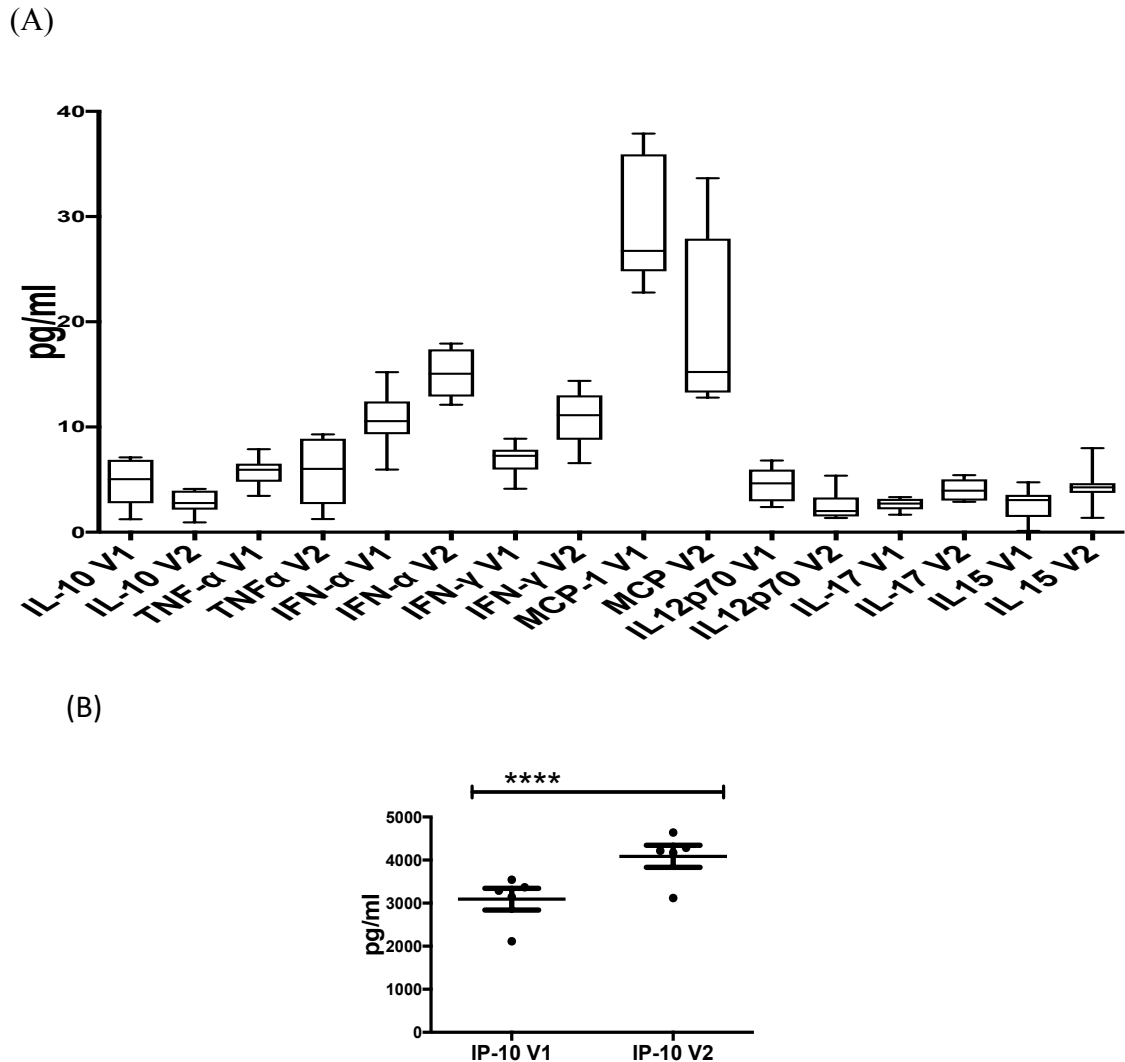 (A)
40
30
20
10
0
pg/ml
IL-10 V1
IL-10 V2
TNF-α V1
TNFα V2
IFN-α V1
IFN-α V2
IFN-γ V1
IFN-γ V2
MCP-1 V1
MCP V2
IL12p70 V1
IL12p70 V2
IL-17 V1
IL-17 V2
IL15 V1
IL 15 V2
(B)
****
5000
4000
3000
2000
1000
0
pg/ml
IP-10 V1
IP-10 V2